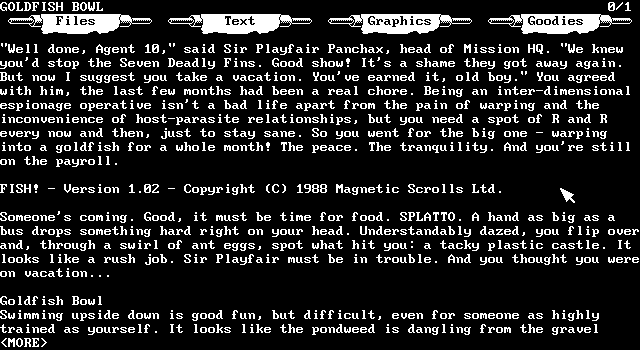 GOLDFISH BOWL 0/1
Files Text Graphics Goodies
"Well done, Agent 10," said Sir Playfair Panchax, head of Mission HQ. "We knew
you'd stop the Seven Deadly Fins. Good show! It's a shame they got away again.
But now I suggest you take a vacation. You've earned it, old boy." You agreed
with him, the last few months had been a real chore. Being an inter-dimensional
espionage operative isn't a bad life apart from the pain of warping and the
inconvenience of host-parasite relationships, but you need a spot of R and R
every now and then, just to stay sane. So you went for the big one - warping
into a goldfish for a whole month! The peace. The tranquility. And you're still
on the payroll.
FISH! - Version 1.02 - Copyright (C) 1988 Magnetic Scrolls Ltd.
Someone's coming. Good, it must be time for food. SPLATTO. A hand as big as a
bus drops something hard right on your head. Understandably dazed, you flip over
and, through a swirl of ant eggs, spot what hit you: a tacky plastic castle. It
looks like a rush job. Sir Playfair must be in trouble. And you thought you were
on vacation...
Goldfish Bowl
Swimming upside down is good fun, but difficult, even for someone as highly
trained as yourself. It looks like the pondweed is dangling from the gravel
<MORE>